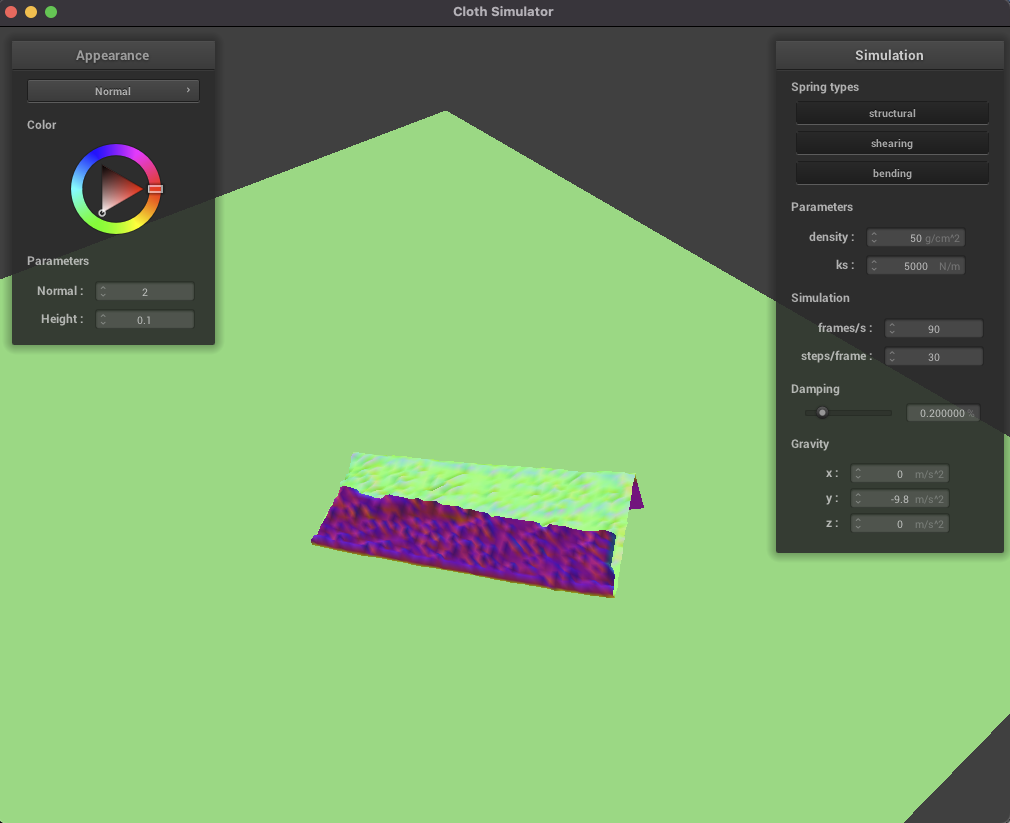 Cloth Simulator
Appearance
Normal
Color
Parameters
Normal : 2
Height : 0.1
Simulation
Spring types
structural
shearing
bending
Parameters
density : 50 g/cm^2
ks : 5000 N/m
Simulation
frames/s : 90
steps/frame : 30
Damping
0.200000 %
Gravity
x : 0 m/s^2
y : -9.8 m/s^2
z : 0 m/s^2